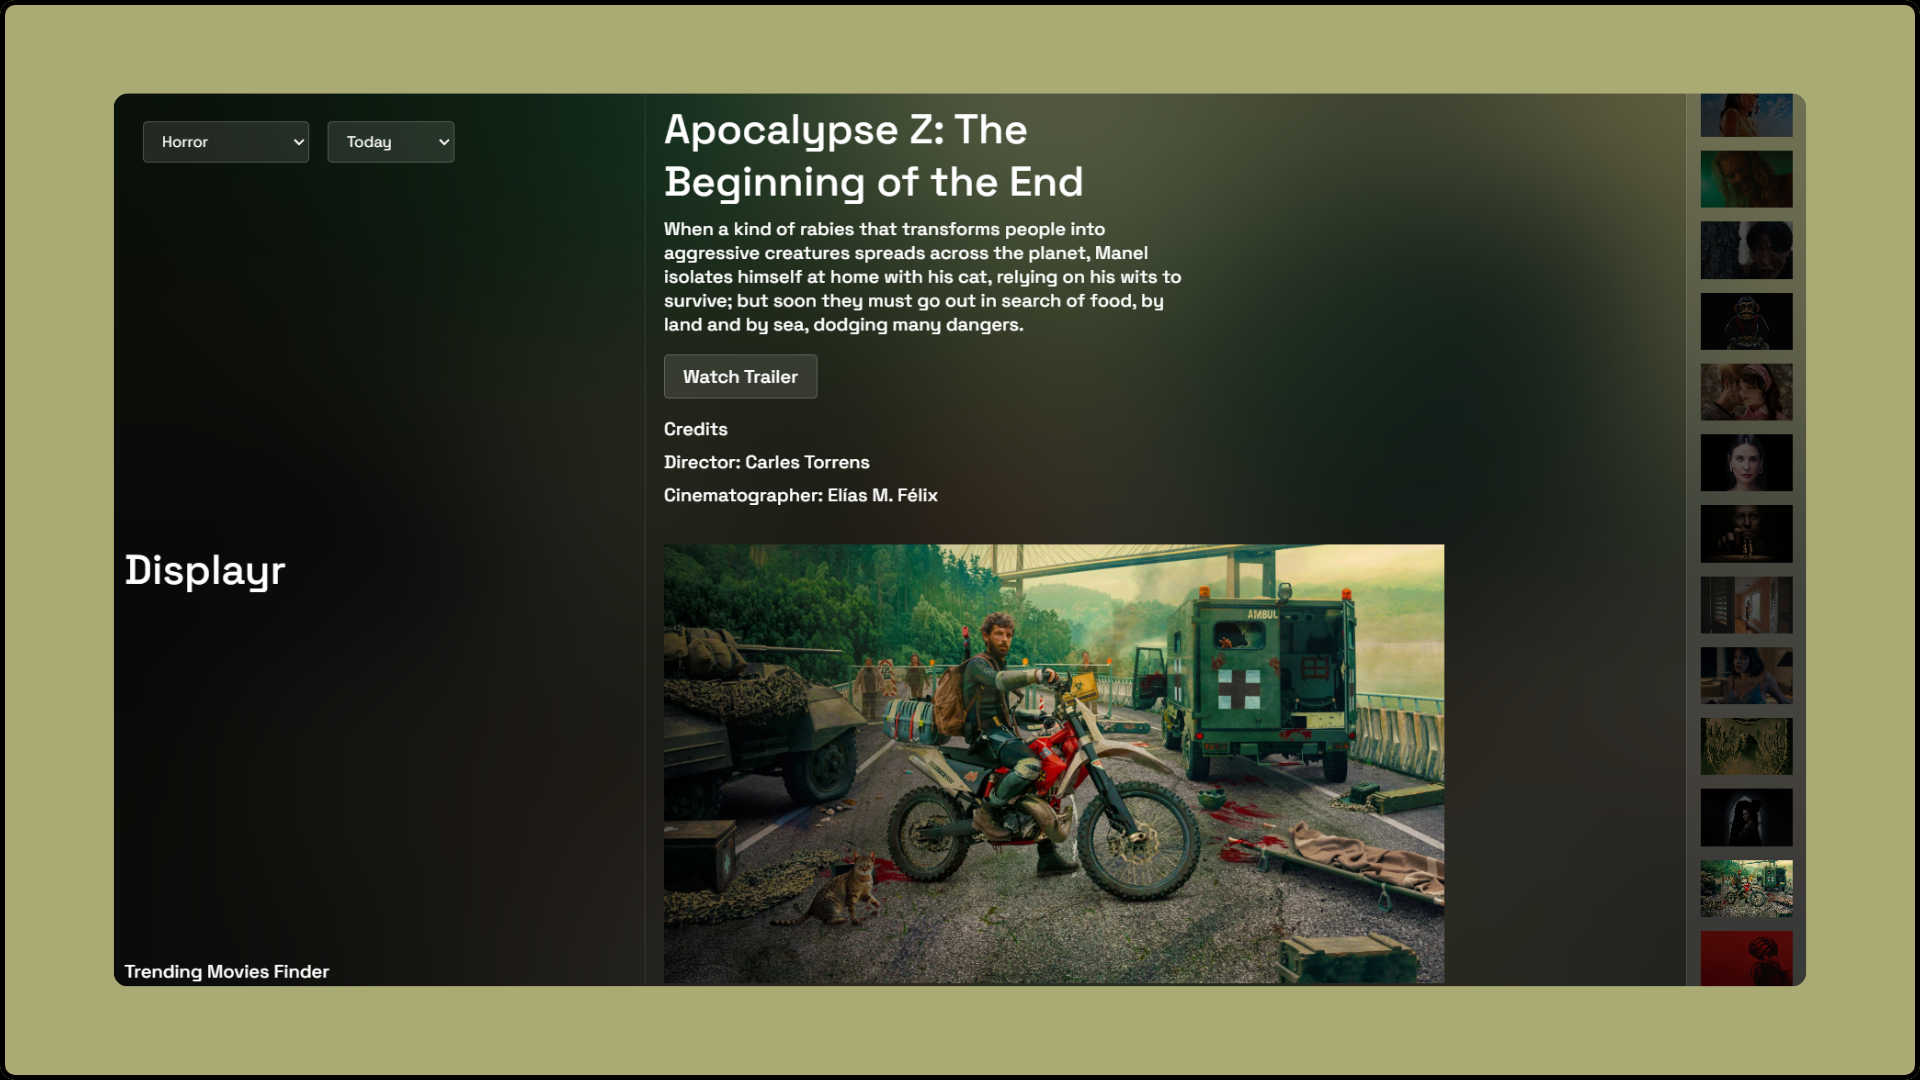 Horror
Today
Apocalypse Z: The
Beginning of the End
When a kind of rabies that transforms people into
aggressive creatures spreads across the planet, Manel
isolates himself at home with his cat, relying on his wits to
survive; but soon they must go out in search of food, by
land and by sea, dodging many dangers.
Watch Trailer
Credits
Director: Carles Torrens
Cinematographer: Elías M. Félix
Displayr
AMBUL
Trending Movies Finder